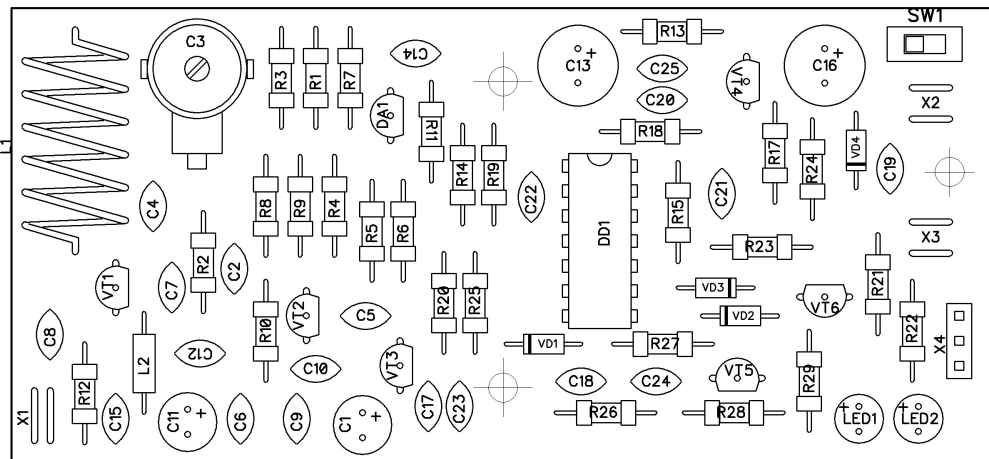 SW1
L1
C3
R3
R1
R7
C14
R13
C13
C25
VT4
C16
C20
X2
DA1
R11
R18
R17
R24
VD4
C19
R14
R19
C22
C4
R8
R9
R4
R5
R6
DD1
R15
C21
X3
R2
C2
R23
VT1
C7
R20
R25
VD3
VT6
R21
VD2
R10
VT2
C5
R22
X4
C8
C12
L2
VD1
R27
VT3
C10
VT5
R29
R12
C18
C24
X1
C15
C11
C6
C9
C1
C17
C23
R26
R28
LED1
LED2